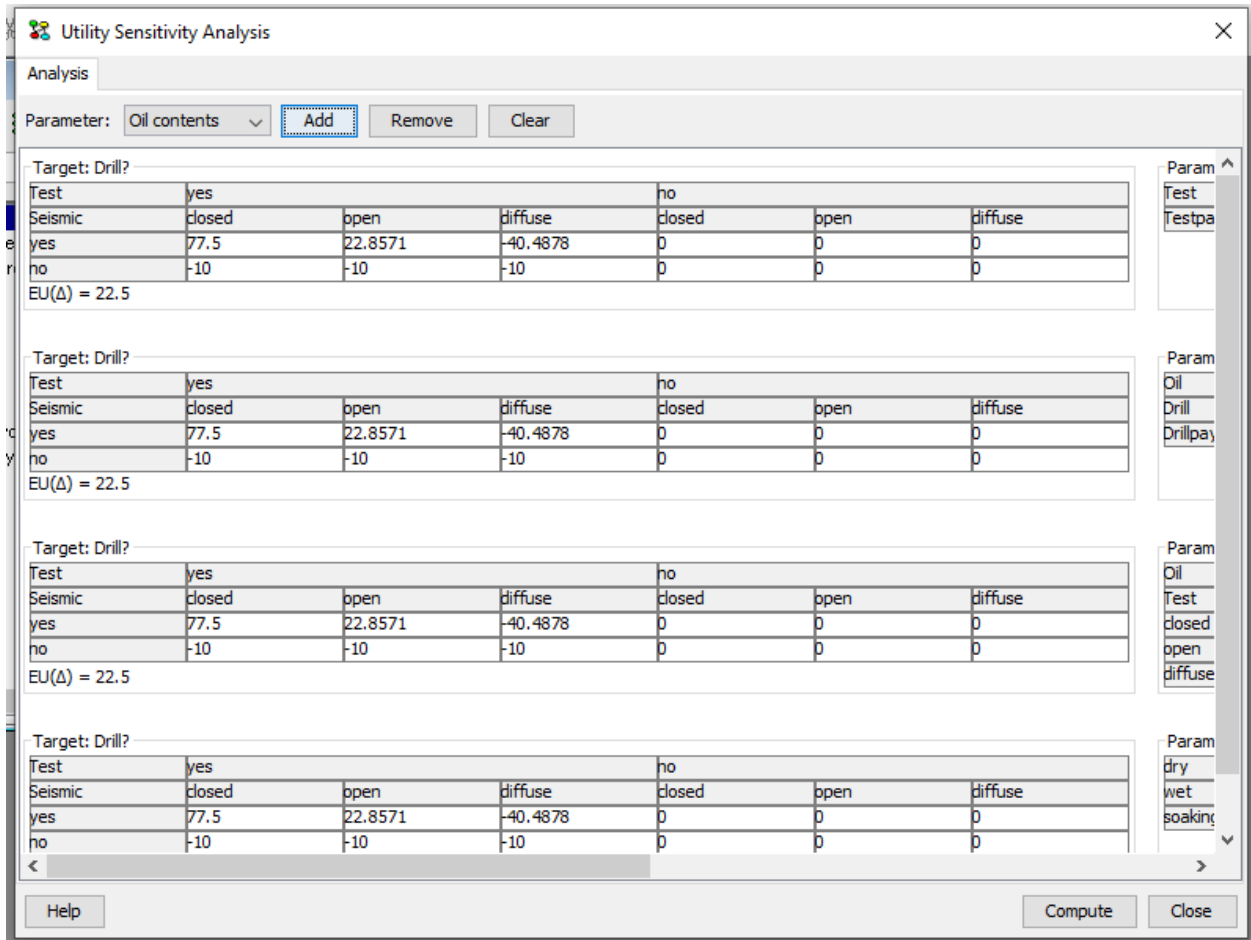 Utility Sensitivity Analysis
Analysis
Parameter: Oil contents Add Remove Clear
Target: Drill? Param
Test yes no Test
Seismic closed open diffuse closed open diffuse Testpa
yes 77.5 22.8571 -40.4878 0 0 0
no -10 -10 -10 0 0 0
EU(Δ) = 22.5
Target: Drill? Param
Test yes no Oil
Seismic closed open diffuse closed open diffuse Drill
yes 77.5 22.8571 -40.4878 0 0 0 Drillpay
no -10 -10 -10 0 0 0
EU(Δ) = 22.5
Target: Drill? Param
Test yes no Oil
Seismic closed open diffuse closed open diffuse Test
yes 77.5 22.8571 -40.4878 0 0 0 closed
no -10 -10 -10 0 0 0 open
EU(Δ) = 22.5 diffuse
Target: Drill? Param
Test yes no dry
Seismic closed open diffuse closed open diffuse wet
yes 77.5 22.8571 -40.4878 0 0 0 soaking
no -10 -10 -10 0 0 0
Help Compute Close